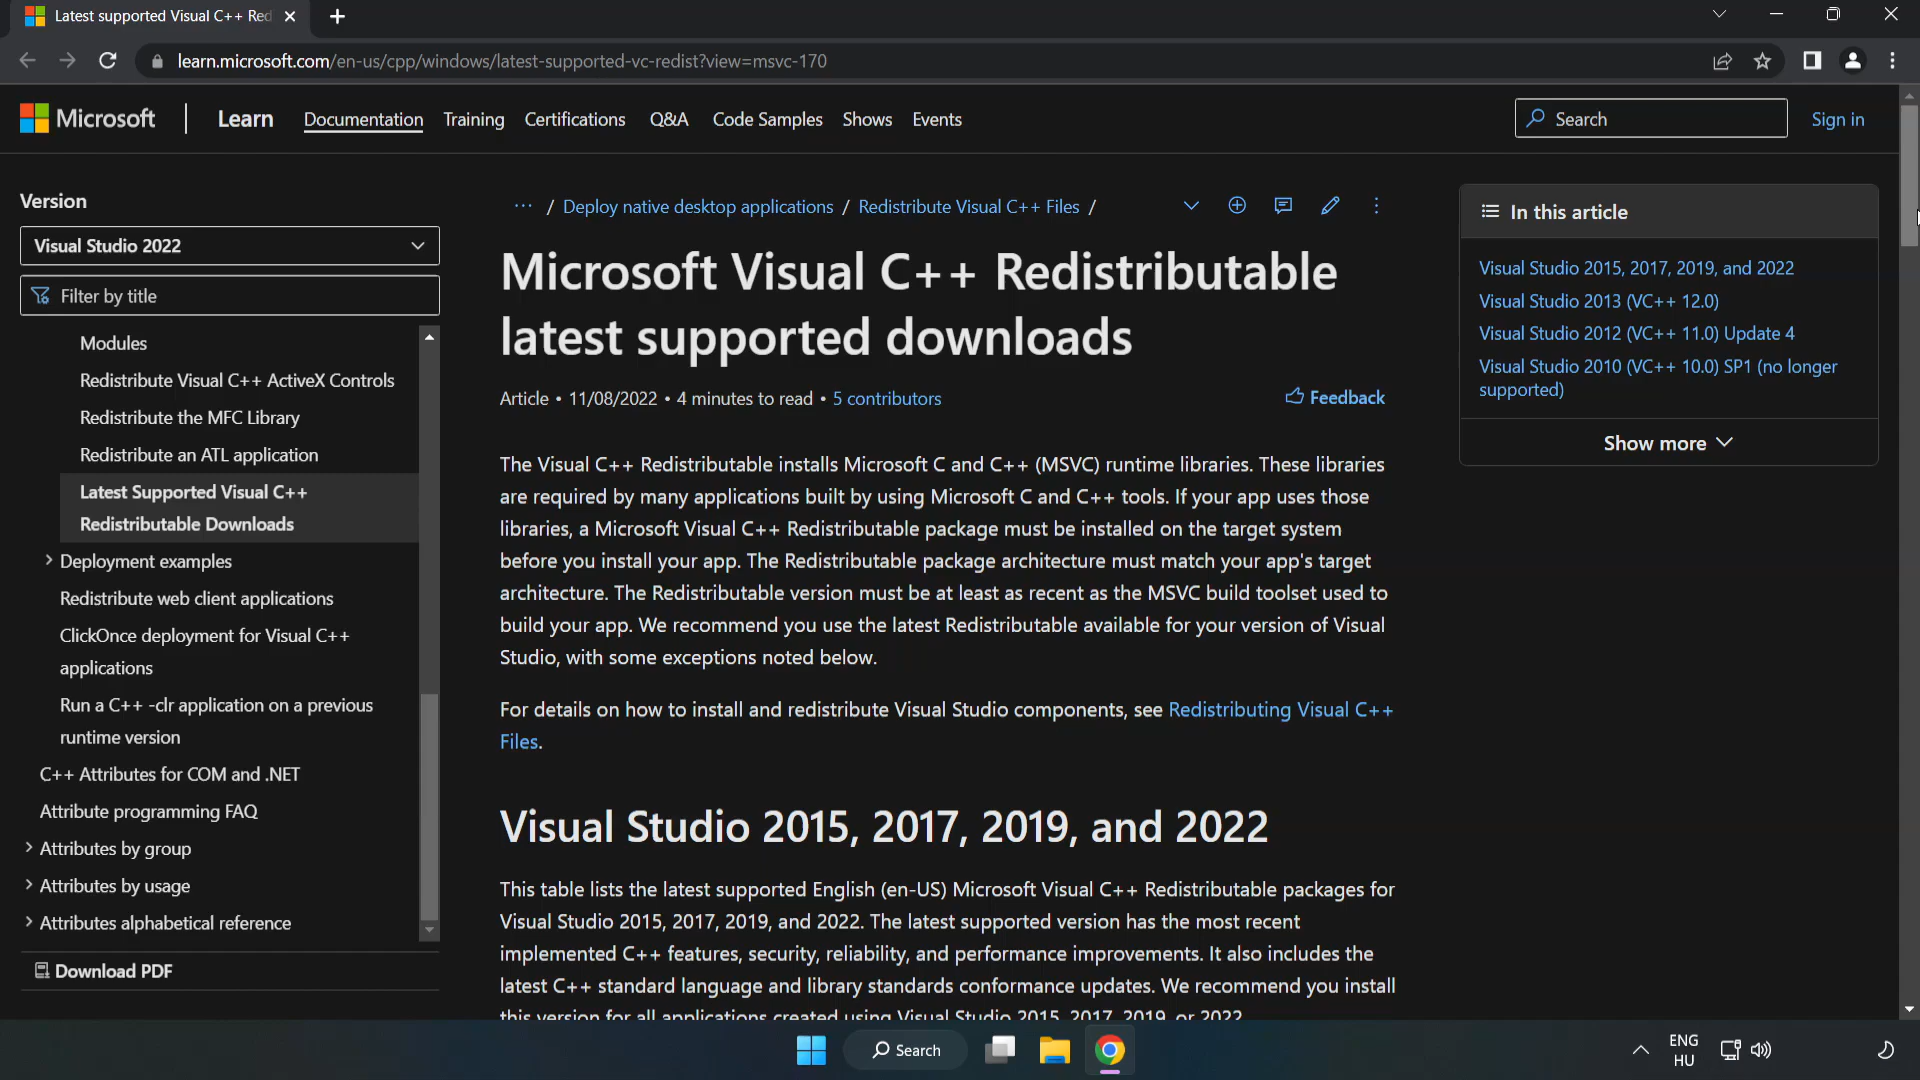 Latest supported Visual C++ Red
learn.microsoft.com/en-us/cpp/windows/latest-supported-vc-redist?view=msvc-170
Microsoft
Learn
Documentation
Training
Certifications
Q&A
Code Samples
Shows
Events
Search
Sign in
Version
Visual Studio 2022
Filter by title
Modules
Redistribute Visual C++ ActiveX Controls
Redistribute the MFC Library
Redistribute an ATL application
Latest Supported Visual C++
Redistributable Downloads
Deployment examples
Redistribute web client applications
ClickOnce deployment for Visual C++
applications
Run a C++ -clr application on a previous
runtime version
C++ Attributes for COM and .NET
Attribute programming FAQ
Attributes by group
Attributes by usage
Attributes alphabetical reference
Download PDF
··· / Deploy native desktop applications / Redistribute Visual C++ Files /
Microsoft Visual C++ Redistributable
latest supported downloads
Article • 11/08/2022 • 4 minutes to read • 5 contributors
Feedback
The Visual C++ Redistributable installs Microsoft C and C++ (MSVC) runtime libraries. These libraries
are required by many applications built by using Microsoft C and C++ tools. If your app uses those
libraries, a Microsoft Visual C++ Redistributable package must be installed on the target system
before you install your app. The Redistributable package architecture must match your app's target
architecture. The Redistributable version must be at least as recent as the MSVC build toolset used to
build your app. We recommend you use the latest Redistributable available for your version of Visual
Studio, with some exceptions noted below.
For details on how to install and redistribute Visual Studio components, see Redistributing Visual C++
Files.
Visual Studio 2015, 2017, 2019, and 2022
This table lists the latest supported English (en-US) Microsoft Visual C++ Redistributable packages for
Visual Studio 2015, 2017, 2019, and 2022. The latest supported version has the most recent
implemented C++ features, security, reliability, and performance improvements. It also includes the
latest C++ standard language and library standards conformance updates. We recommend you install
this version for all applications created using Visual Studio 2015, 2017, 2019, or 2022.
In this article
Visual Studio 2015, 2017, 2019, and 2022
Visual Studio 2013 (VC++ 12.0)
Visual Studio 2012 (VC++ 11.0) Update 4
Visual Studio 2010 (VC++ 10.0) SP1 (no longer
supported)
Show more
Search
ENG
HU